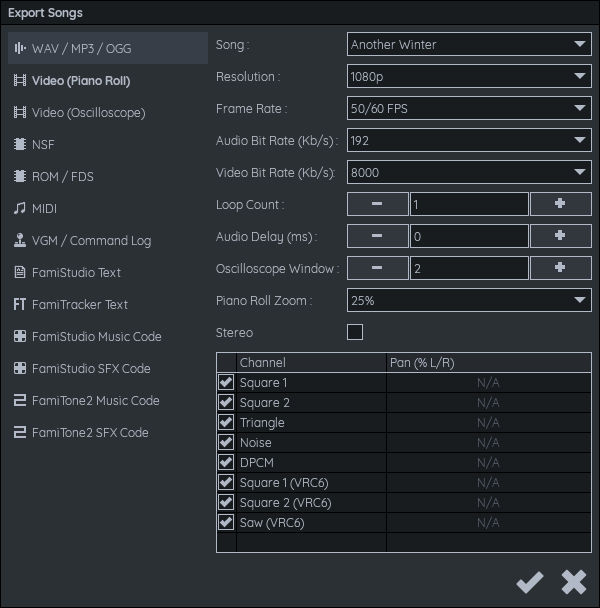 Export Songs
WAV / MP3 / OGG
Video (Piano Roll)
Video (Oscilloscope)
NSF
ROM / FDS
MIDI
VGM / Command Log
FamiStudio Text
FT FamiTracker Text
FamiStudio Music Code
FamiStudio SFX Code
FamiTone2 Music Code
FamiTone2 SFX Code
Song : Another Winter
Resolution : 1080p
Frame Rate : 50/60 FPS
Audio Bit Rate (Kb/s) : 192
Video Bit Rate (Kb/s): 8000
Loop Count : 1
Audio Delay (ms) : 0
Oscilloscope Window : 2
Piano Roll Zoom : 25%
Stereo
Channel Pan (% L/R)
Square 1 N/A
Square 2 N/A
Triangle N/A
Noise N/A
DPCM N/A
Square 1 (VRC6) N/A
Square 2 (VRC6) N/A
Saw (VRC6) N/A